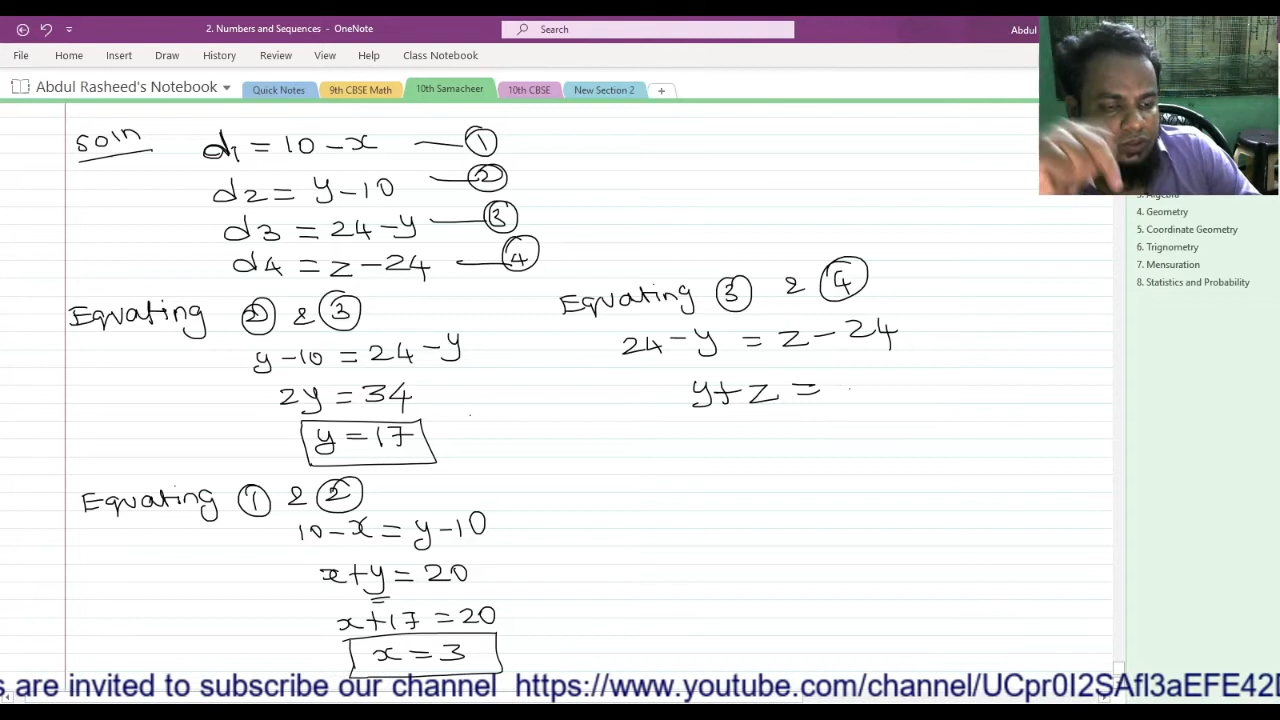 2. Numbers and Sequences - OneNote
Search
Abdul
File Home Insert Draw History Review View Help Class Notebook
Abdul Rasheed's Notebook
Quick Notes 9th CBSE Math 10th Samacheer 10th CBSE New Section 2 +
4. Geometry
5. Coordinate Geometry
6. Trignometry
7. Mensuration
8. Statistics and Probability
Soln d1 = 10 - x — ①
d2 = y - 10 — ②
d3 = 24 - y — ③
d4 = z - 24 — ④
Equating ② & ③
y - 10 = 24 - y
2y = 34
y = 17
Equating ① & ②
10 - x = y - 10
x + y = 20
x + 17 = 20
x = 3
Equating ③ & ④
24 - y = z - 24
y + z =
s are invited to subscribe our channel https://www.youtube.com/channel/UCpr0I2SAfl3aEFE42